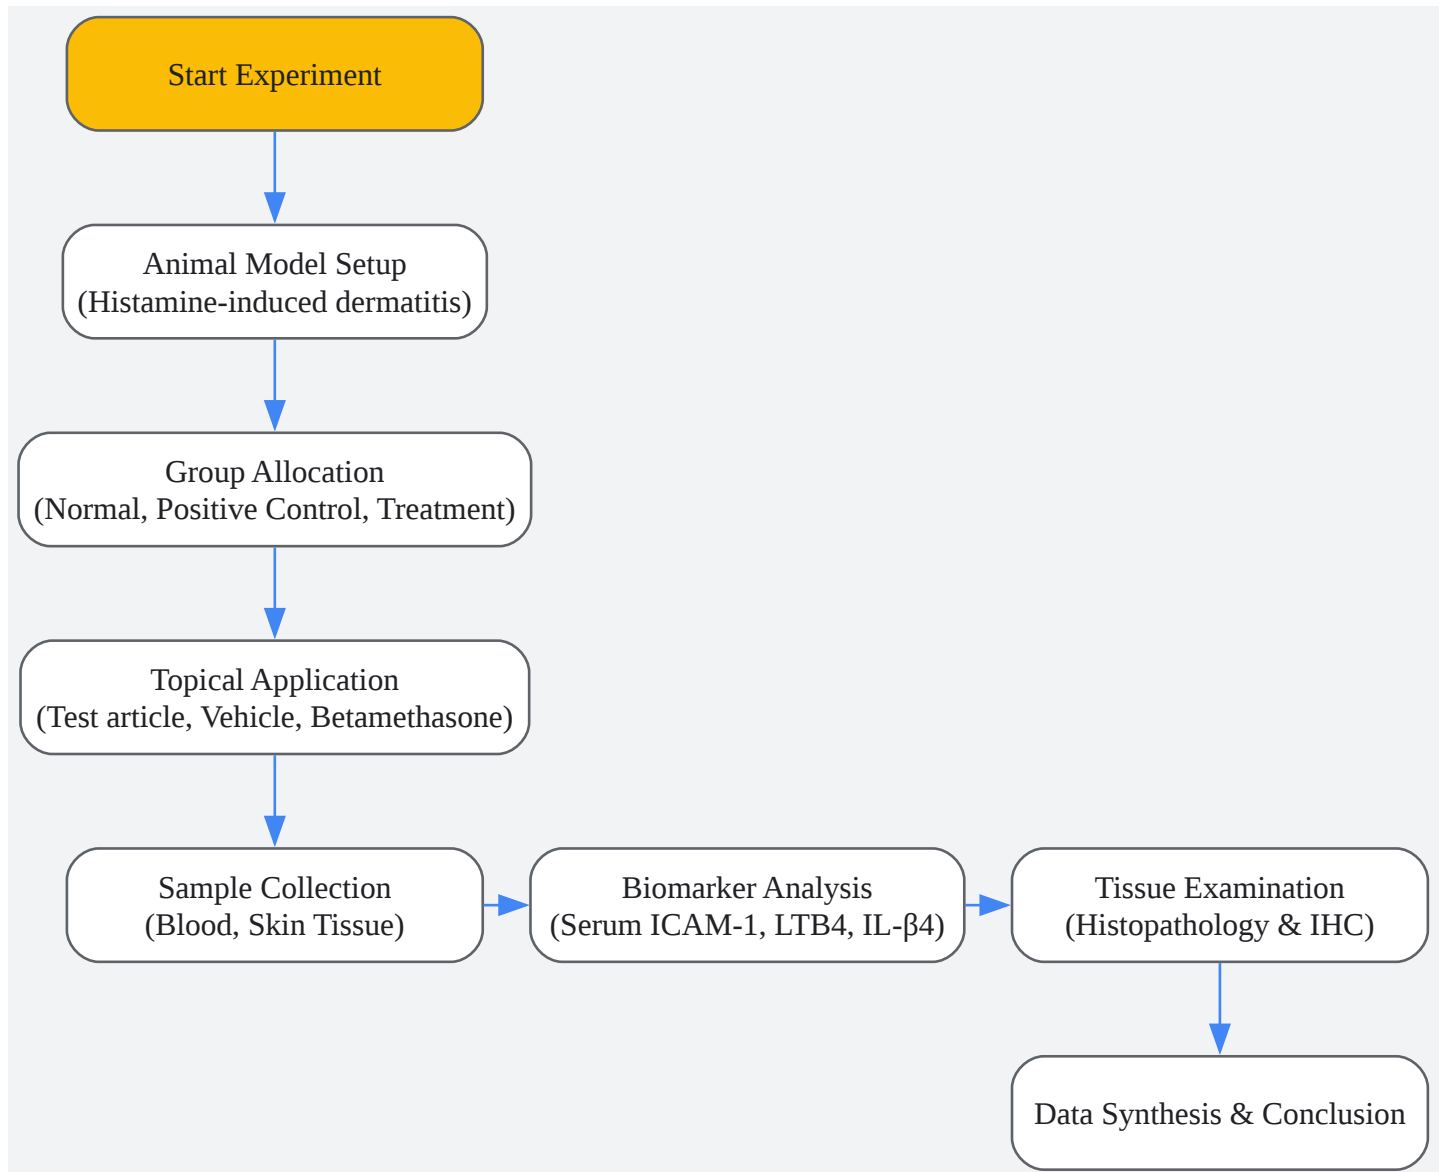 Start Experiment
Animal Model Setup
(Histamine-induced dermatitis)
Group Allocation
(Normal, Positive Control, Treatment)
Topical Application
(Test article, Vehicle, Betamethasone)
Sample Collection
(Blood, Skin Tissue)
Biomarker Analysis
(Serum ICAM-1, LTB4, IL-β4)
Tissue Examination
(Histopathology & IHC)
Data Synthesis & Conclusion